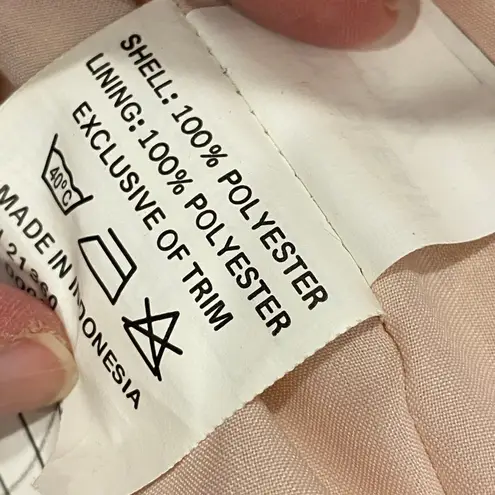 SHELL: 100% POLYESTER
LINING: 100% POLYESTER
EXCLUSIVE OF TRIM
40°C
MADE IN INDONESIA